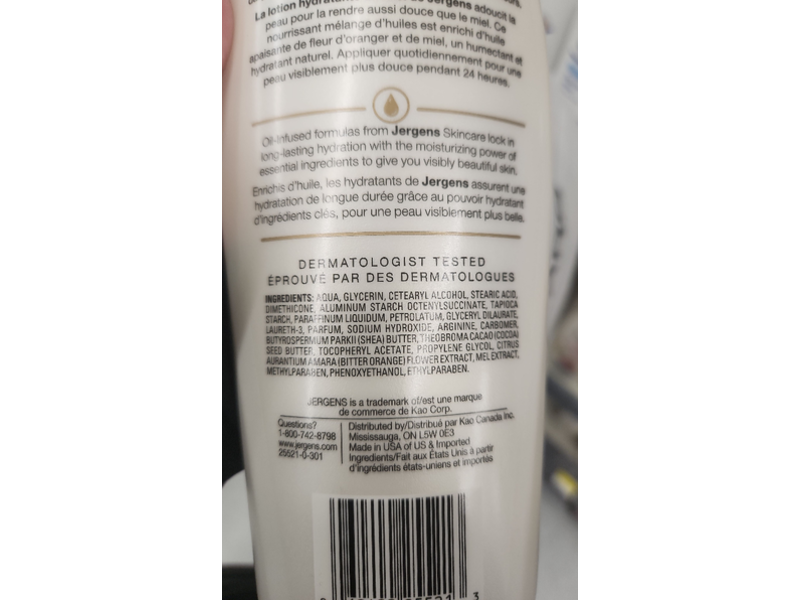 La lotion hydratante Jergens adoucit la
peau pour la rendre aussi douce que le miel. Ce
nourrissant mélange d'huiles est enrichi d'huile
apaisante de fleur d'oranger et de miel, un humectant et
hydratant naturel. Appliquer quotidiennement pour une
peau visiblement plus douce pendant 24 heures.
Oil-Infused formulas from Jergens Skincare lock in
long-lasting hydration with the moisturizing power of
essential ingredients to give you visibly beautiful skin.
Enrichis d'huile, les hydratants de Jergens assurent une
hydratation de longue durée grâce au pouvoir hydratant
d'ingrédients clés, pour une peau visiblement plus belle.
DERMATOLOGIST TESTED
ÉPROUVÉ PAR DES DERMATOLOGUES
INGREDIENTS: AQUA, GLYCERIN, CETEARYL ALCOHOL, STEARIC ACID,
DIMETHICONE, ALUMINUM STARCH OCTENYLSUCCINATE, TAPIOCA
STARCH, PARAFFINUM LIQUIDUM, PETROLATUM, GLYCERYL DILAURATE,
LAURETH-3, PARFUM, SODIUM HYDROXIDE, ARGININE, CARBOMER,
BUTYROSPERMUM PARKII (SHEA) BUTTER, THEOBROMA CACAO (COCOA)
SEED BUTTER, TOCOPHERYL ACETATE, PROPYLENE GLYCOL, CITRUS
AURANTIUM AMARA (BITTER ORANGE) FLOWER EXTRACT, MEL EXTRACT,
METHYLPARABEN, PHENOXYETHANOL, ETHYLPARABEN.
JERGENS is a trademark of/est une marque
de commerce de Kao Corp.
Questions?
1-800-742-8798
www.jergens.com
25521-0-301
Distributed by/Distribué par Kao Canada Inc.
Mississauga, ON L5W 0E3
Made in USA of US & Imported
Ingredients/Fait aux États Unis à partir
d'ingrédients états-uniens et importés
3